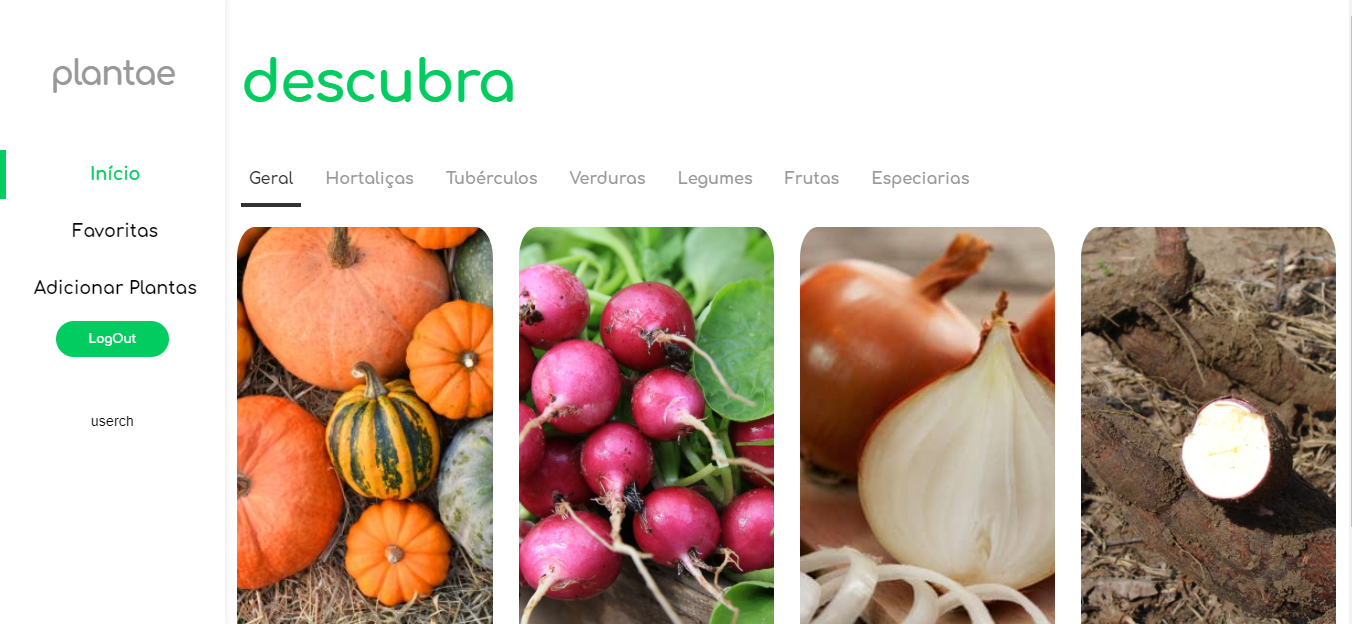 plantae
Início
Favoritas
Adicionar Plantas
LogOut
userch
descubra
Geral Hortaliças Tubérculos Verduras Legumes Frutas Especiarias